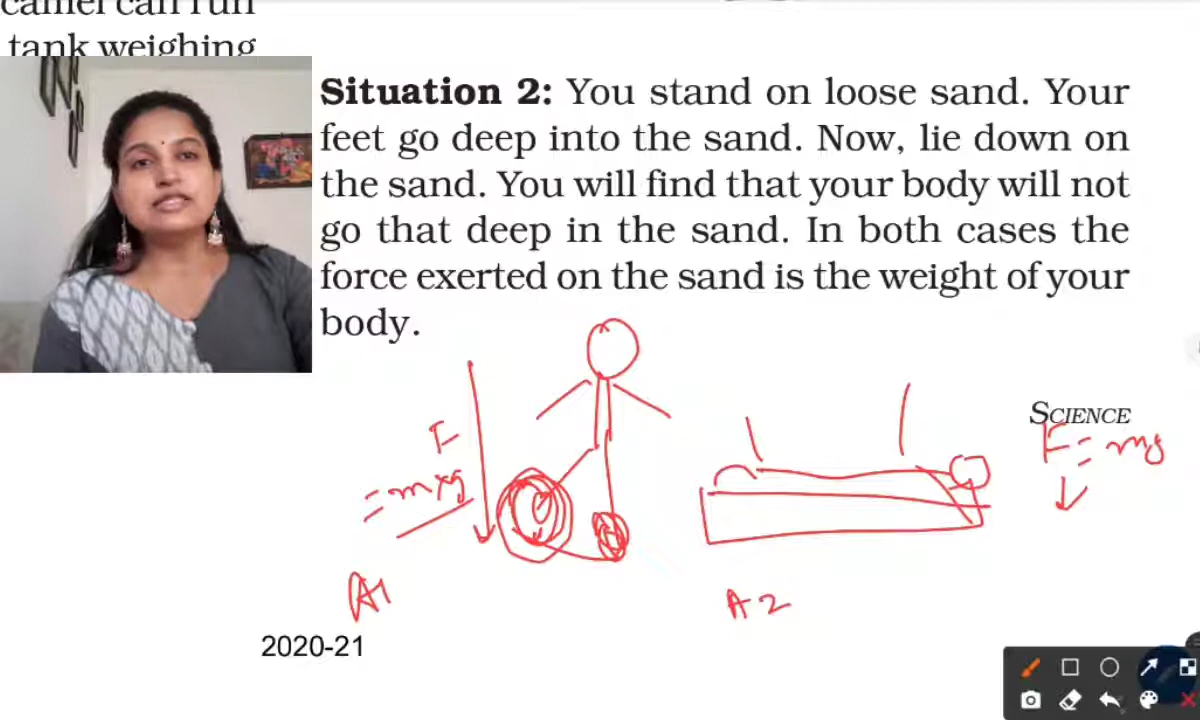 camel can run
tank weighing
Situation 2: You stand on loose sand. Your
feet go deep into the sand. Now, lie down on
the sand. You will find that your body will not
go that deep in the sand. In both cases the
force exerted on the sand is the weight of your
body.
SCIENCE
F = mg
F
= m x g
A1
A2
2020-21